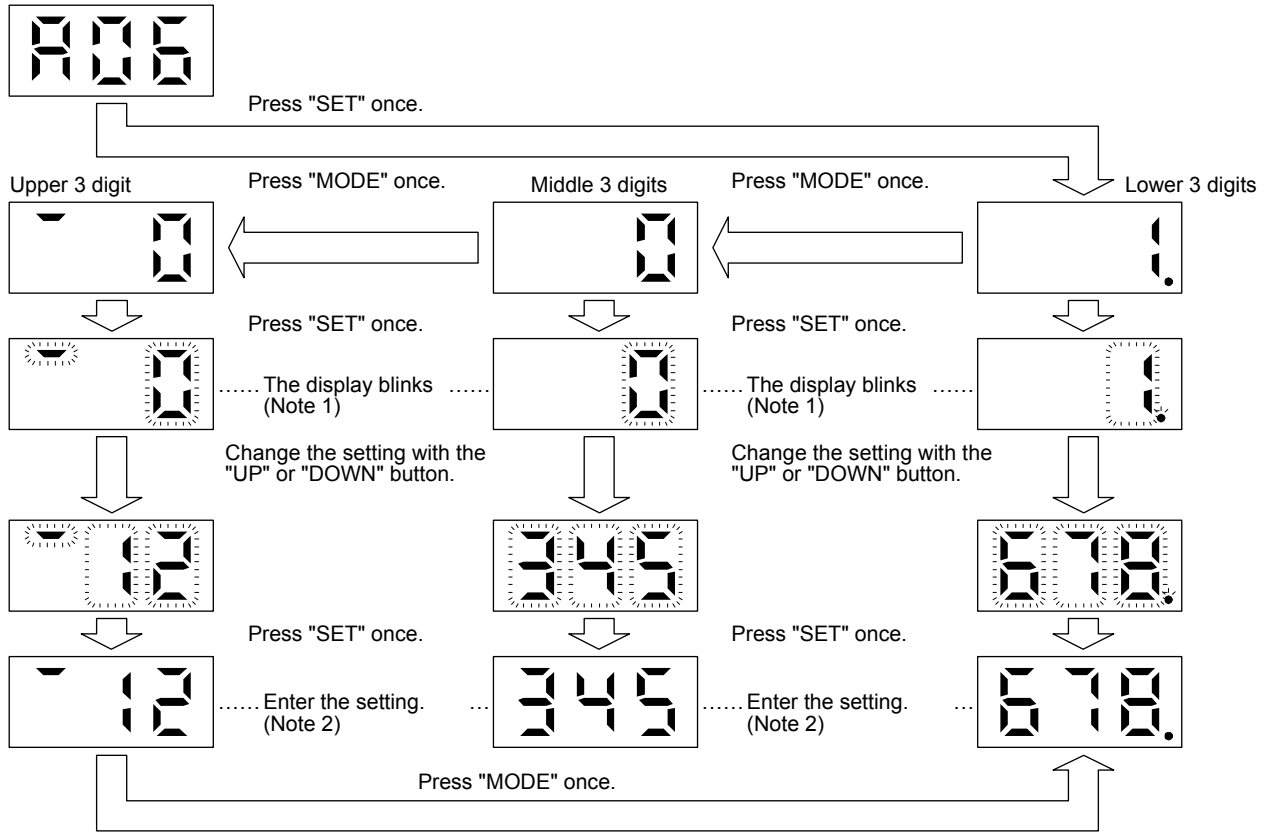 A06
Press "SET" once.
Upper 3 digit
Press "MODE" once.
Middle 3 digits
Press "MODE" once.
Lower 3 digits
- 0
0
1.
Press "SET" once.
Press "SET" once.
- 0
...... The display blinks ......
(Note 1)
0
...... The display blinks ......
(Note 1)
1.
Change the setting with the
"UP" or "DOWN" button.
Change the setting with the
"UP" or "DOWN" button.
- 12
345
678.
Press "SET" once.
Press "SET" once.
- 12
...... Enter the setting. ...
(Note 2)
345
...... Enter the setting. ...
(Note 2)
678.
Press "MODE" once.